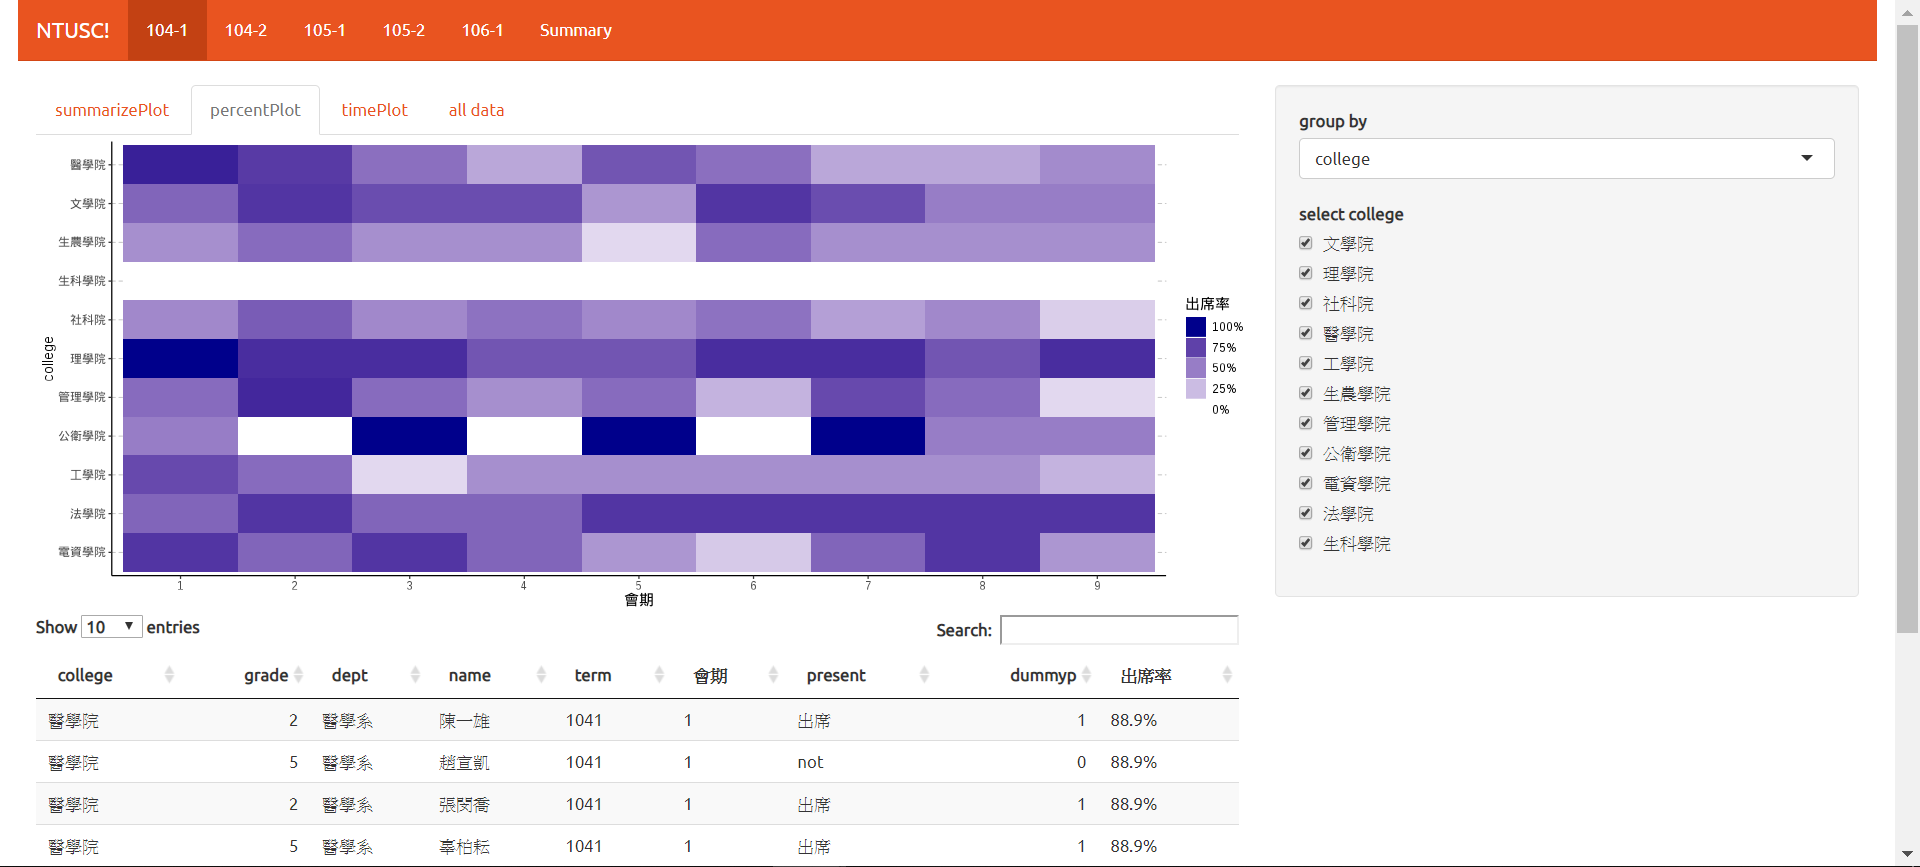 NTUSC! 104-1 104-2 105-1 105-2 106-1 Summary
summarizePlot percentPlot timePlot all data
college
醫學院
文學院
生農學院
生科學院
社科院
理學院
管理學院
公衛學院
工學院
法學院
電資學院
1 2 3 4 5 6 7 8 9
會期
出席率
100%
75%
50%
25%
0%
group by
college
select college
文學院
理學院
社科院
醫學院
工學院
生農學院
管理學院
公衛學院
電資學院
法學院
生科學院
Show 10 entries Search:
college grade dept name term 會期 present dummyp 出席率
醫學院 2 醫學系 陳一雄 1041 1 出席 1 88.9%
醫學院 5 醫學系 趙宣凱 1041 1 not 0 88.9%
醫學院 2 醫學系 張閔喬 1041 1 出席 1 88.9%
醫學院 5 醫學系 辜柏耘 1041 1 出席 1 88.9%